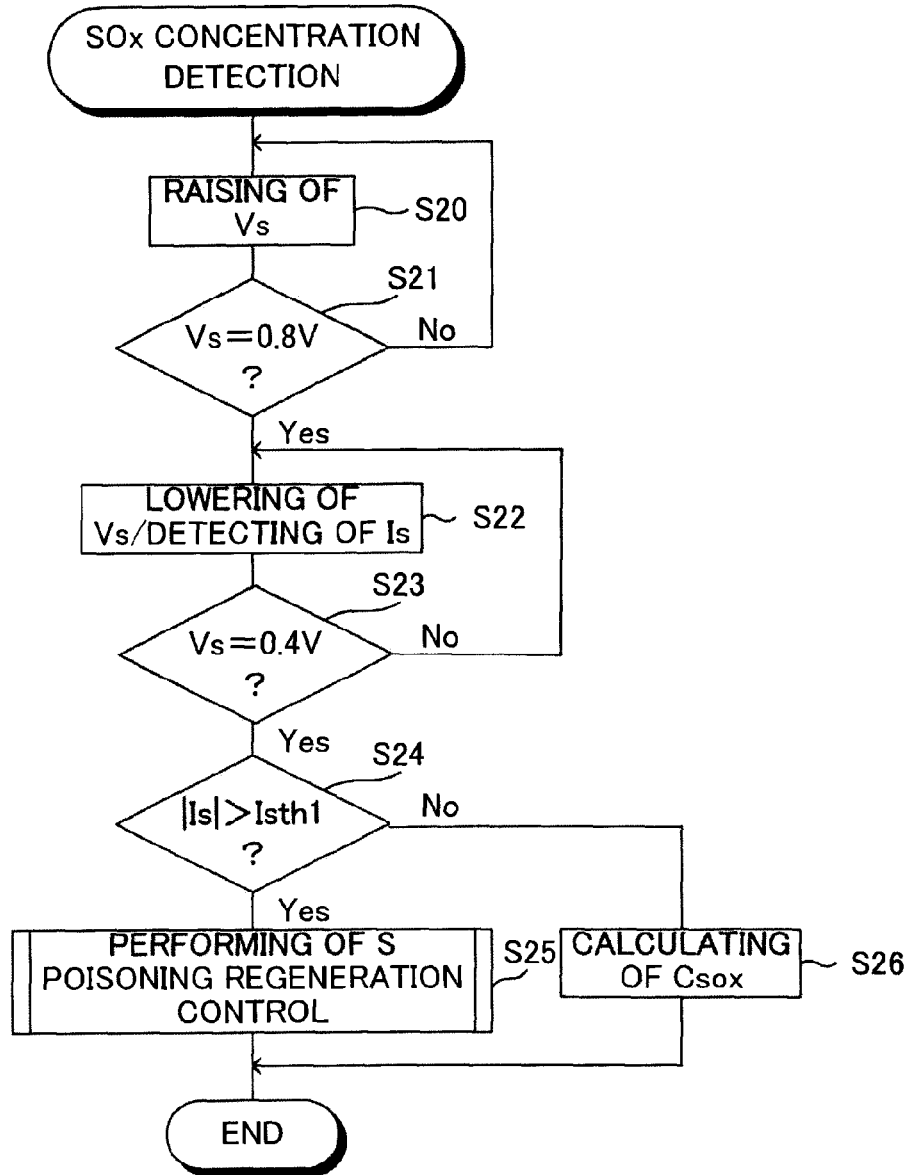 SOx CONCENTRATION
DETECTION
RAISING OF
Vs
S20
S21
Vs=0.8V
?
No
Yes
LOWERING OF
Vs/DETECTING OF Is
S22
S23
Vs=0.4V
?
No
Yes
S24
|Is|>Isth1
?
No
Yes
PERFORMING OF S
POISONING REGENERATION
CONTROL
S25
CALCULATING
OF Csox
S26
END